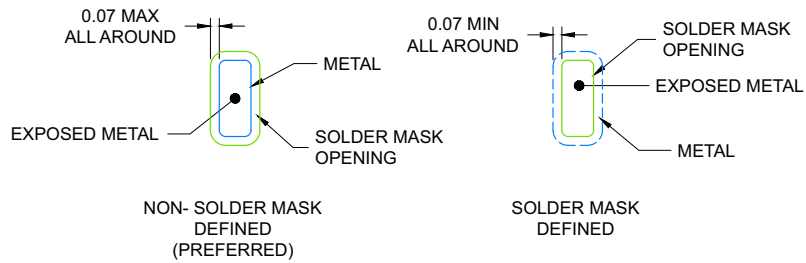 0.07 MAX
ALL AROUND
METAL
EXPOSED METAL
SOLDER MASK
OPENING
NON- SOLDER MASK
DEFINED
(PREFERRED)
0.07 MIN
ALL AROUND
SOLDER MASK
OPENING
EXPOSED METAL
METAL
SOLDER MASK
DEFINED